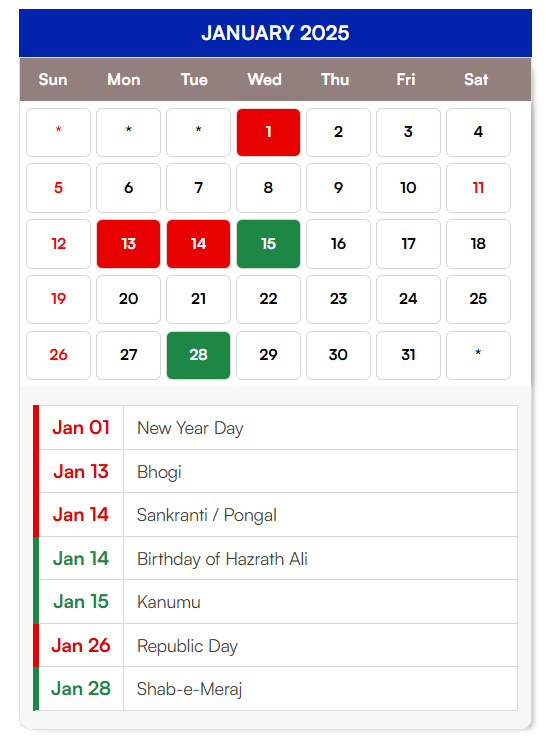 JANUARY 2025
Sun Mon Tue Wed Thu Fri Sat
* * * 1 2 3 4
5 6 7 8 9 10 11
12 13 14 15 16 17 18
19 20 21 22 23 24 25
26 27 28 29 30 31 *
Jan 01 New Year Day
Jan 13 Bhogi
Jan 14 Sankranti / Pongal
Jan 14 Birthday of Hazrath Ali
Jan 15 Kanumu
Jan 26 Republic Day
Jan 28 Shab-e-Meraj